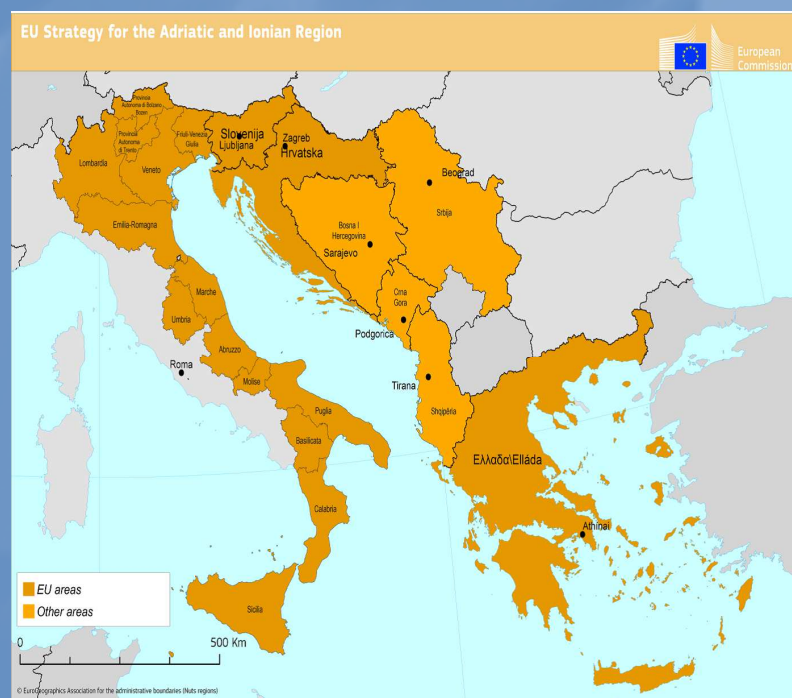 EU Strategy for the Adriatic and Ionian Region
European
Commission
Provincia
Autonoma di Bolzano
Bozen
Provincia
Autonoma
di Trento
Friuli-Venezia
Giulia
Lombardia
Veneto
Slovenija
Ljubljana
Zagreb
Hrvatska
Beograd
Srbija
Emilia-Romagna
Bosna I
Hercegovina
Sarajevo
Marche
Umbria
Crna
Gora
Podgorica
Abruzzo
Roma
Molise
Tirana
Shqipëria
Puglia
Basilicata
Ελλαδα\Elláda
Calabria
Athínai
Sicilia
EU areas
Other areas
0
500 Km
© EuroGeographics Association for the administrative boundaries (Nuts regions)